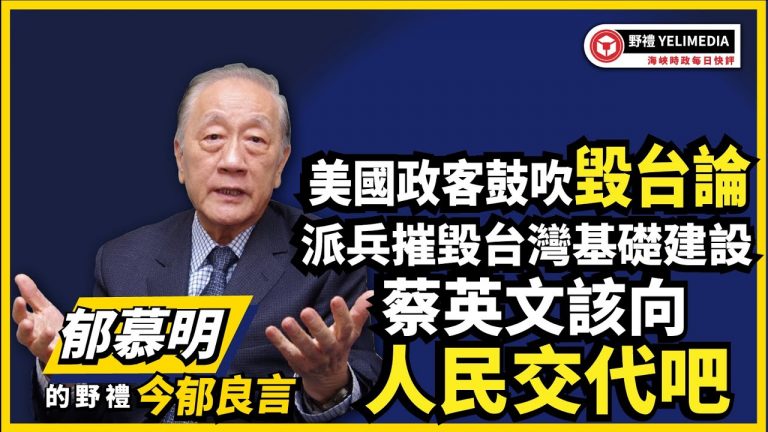 野禮 YELIMEDIA
海峽時政每日快評
美國政客鼓吹毀台論
派兵摧毀台灣基礎建設
蔡英文該向
人民交代吧
郁慕明
的野禮 今郁良言